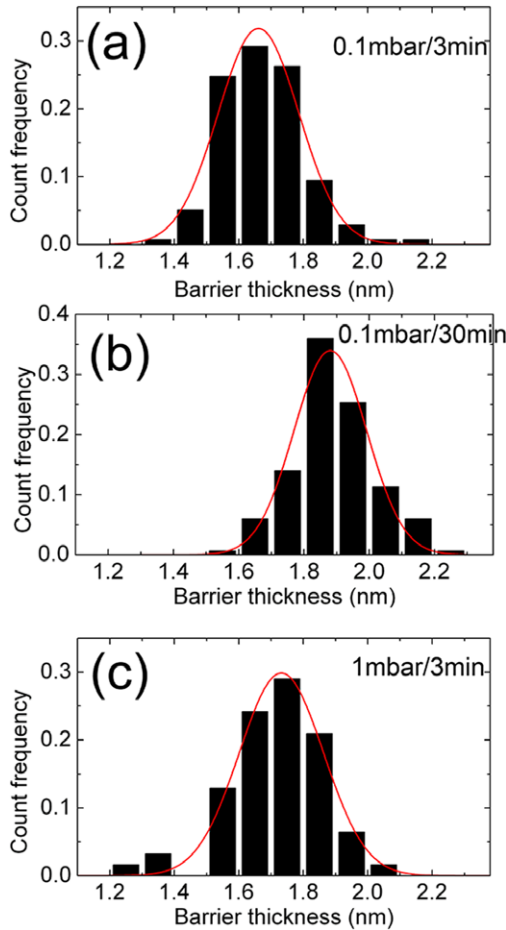 (a)
0.1mbar/3min
Count frequency
0.3
0.2
0.1
0.0
1.2 1.4 1.6 1.8 2.0 2.2
Barrier thickness (nm)
(b)
0.1mbar/30min
Count frequency
0.4
0.3
0.2
0.1
0.0
1.2 1.4 1.6 1.8 2.0 2.2
Barrier thickness (nm)
(c)
1mbar/3min
Count frequency
0.3
0.2
0.1
0.0
1.2 1.4 1.6 1.8 2.0 2.2
Barrier thickness (nm)